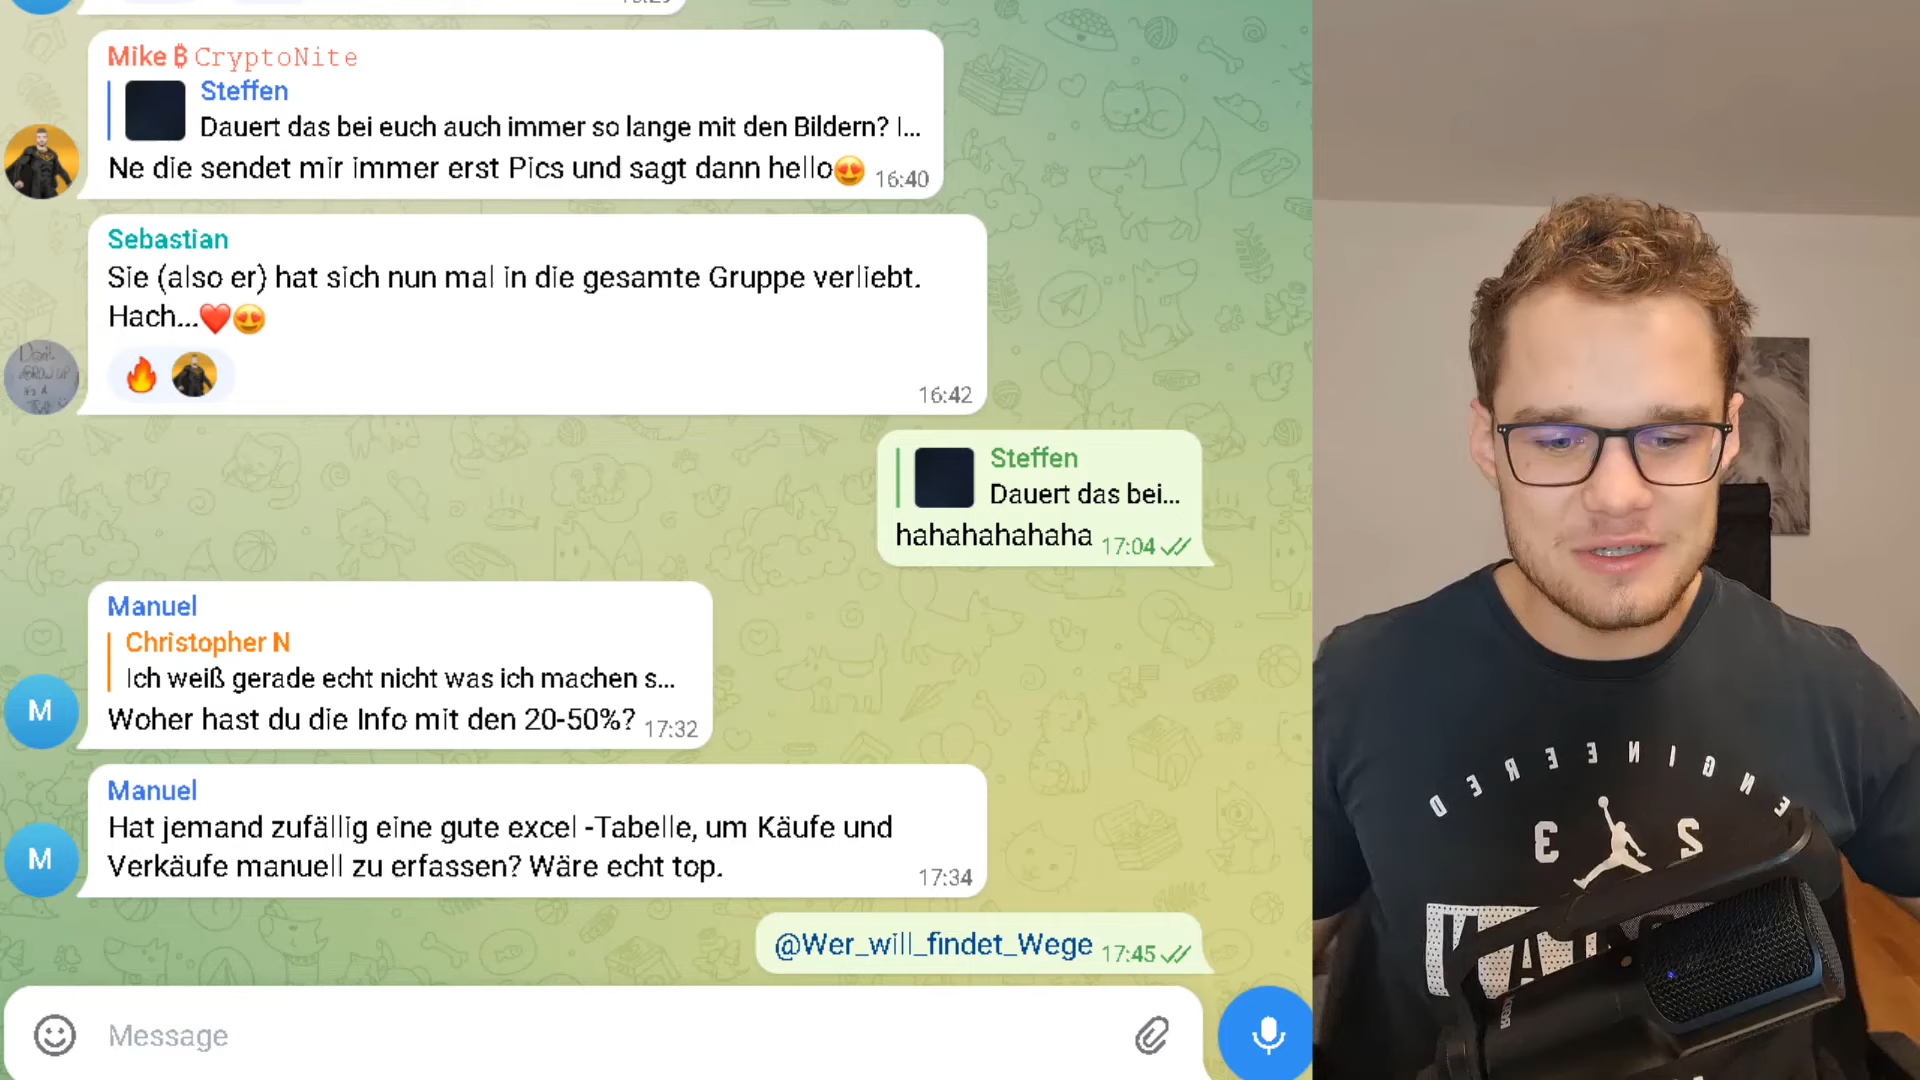 Mike ₿ CryptoNite
Steffen
Dauert das bei euch auch immer so lange mit den Bildern? I...
Ne die sendet mir immer erst Pics und sagt dann hello😍 16:40
Sebastian
Sie (also er) hat sich nun mal in die gesamte Gruppe verliebt.
Hach...❤️😍
16:42
Steffen
Dauert das bei...
hahahahahaha 17:04
Manuel
Christopher N
Ich weiß gerade echt nicht was ich machen s...
M
Woher hast du die Info mit den 20-50%? 17:32
Manuel
Hat jemand zufällig eine gute excel -Tabelle, um Käufe und
M
Verkäufe manuell zu erfassen? Wäre echt top. 17:34
@Wer_will_findet_Wege 17:45
Message
ENGINEERED
23